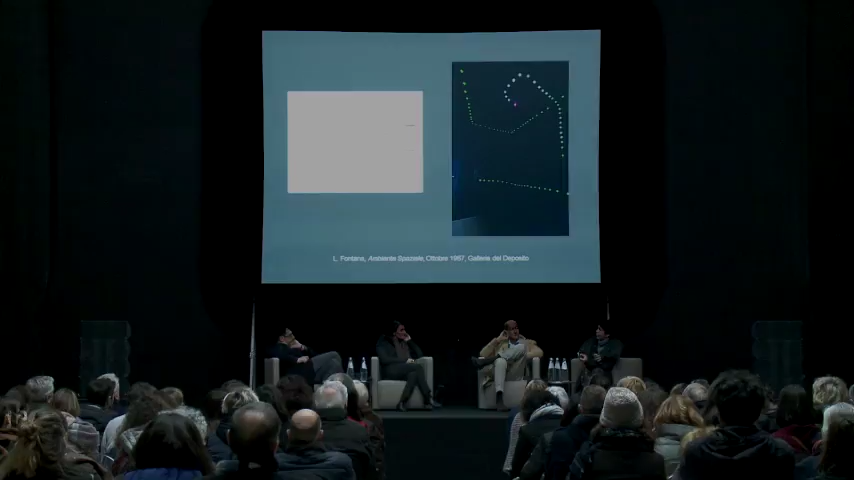 L. Fontana, Ambiente Spaziale, Ottobre 1967, Galleria del Deposito